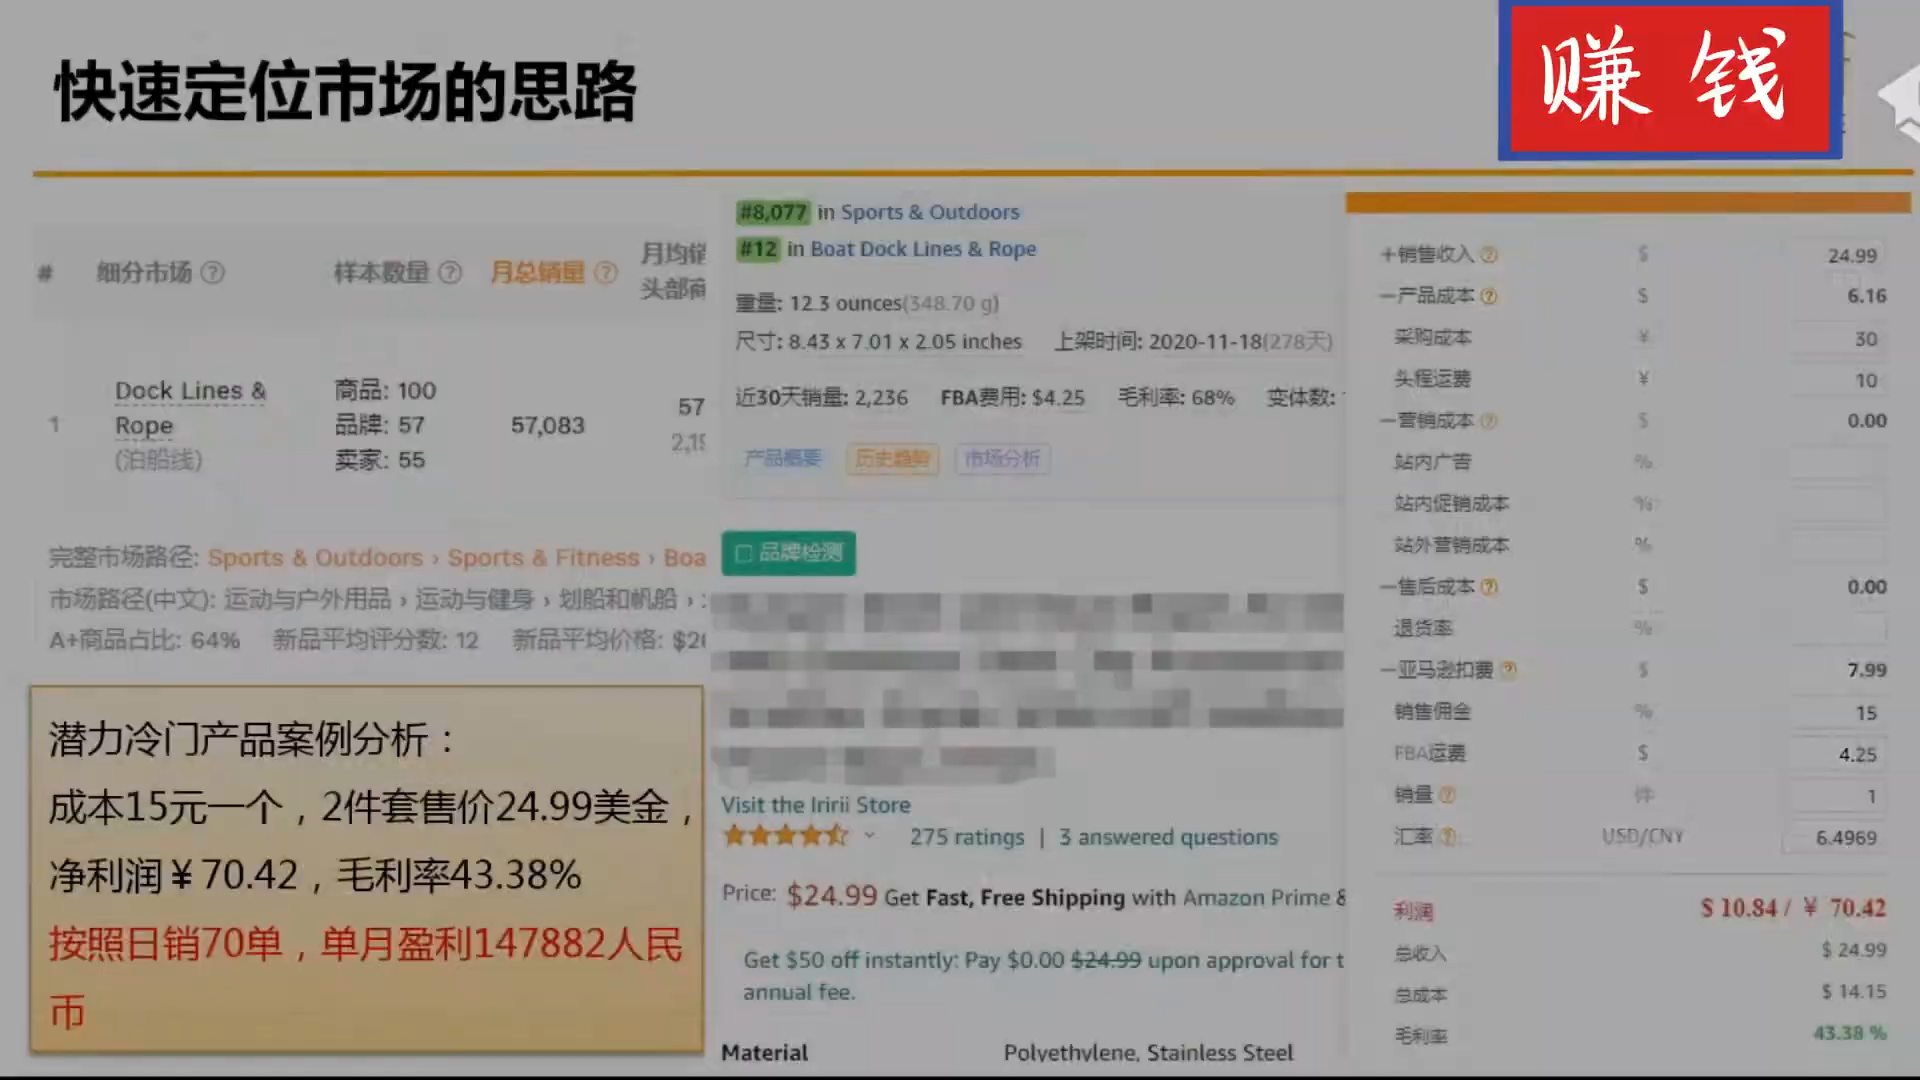 快速定位市场的思路
赚 钱
# 细分市场 样本数量 月总销量 月均销
头部商
1 Dock Lines & Rope (泊船线)
商品: 100
品牌: 57
卖家: 55
57,083
57
完整市场路径: Sports & Outdoors › Sports & Fitness › Boa
市场路径(中文): 运动与户外用品 › 运动与健身 › 划船和帆船 ›
A+商品占比: 64% 新品平均评分数: 12 新品平均价格:
潜力冷门产品案例分析：
成本15元一个，2件套售价24.99美金，
净利润￥70.42，毛利率43.38%
按照日销70单，单月盈利147882人民
币
#8,077 in Sports & Outdoors
#12 in Boat Dock Lines & Rope
重量: 12.3 ounces(348.70 g)
尺寸: 8.43 x 7.01 x 2.05 inches 上架时间: 2020-11-18(278天)
近30天销量: 2,236 FBA费用: $4.25 毛利率: 68% 变体数:
产品概要 历史趋势 市场分析
品牌检测
Visit the Iririi Store
275 ratings | 3 answered questions
Price: $24.99 Get Fast, Free Shipping with Amazon Prime &
Get $50 off instantly: Pay $0.00 $24.99 upon approval for t
annual fee.
Material Polyethylene, Stainless Steel
+销售收入 $ 24.99
—产品成本 $ 6.16
采购成本 ¥ 30
头程运费 ¥ 10
—营销成本 $ 0.00
站内广告 %
站内促销成本 %
站外营销成本 %
—售后成本 $ 0.00
退货率 %
—亚马逊扣费 $ 7.99
销售佣金 % 15
FBA运费 $ 4.25
销量 件 1
汇率 USD/CNY 6.4969
利润 $ 10.84 / ¥ 70.42
总收入 $ 24.99
总成本 $ 14.15
毛利率 43.38 %